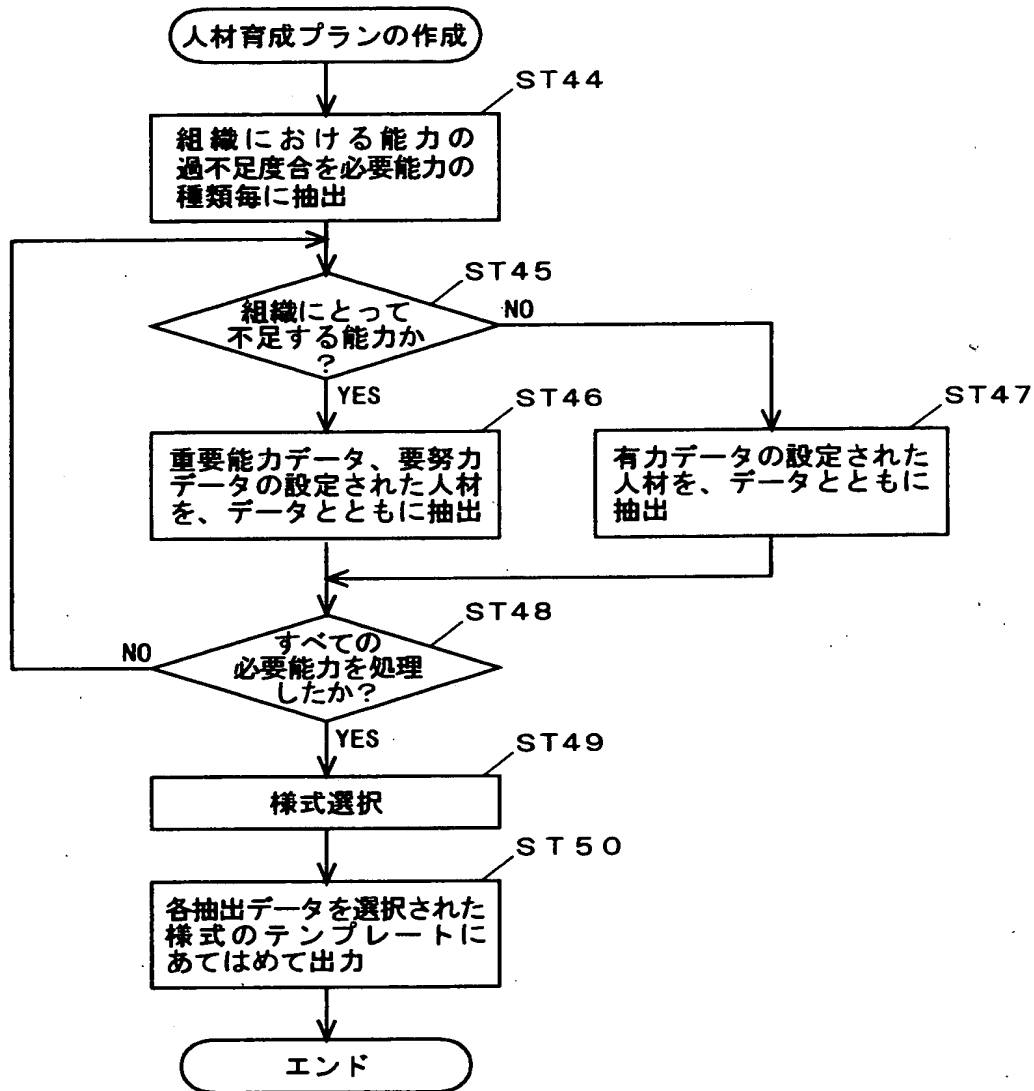 人材育成プランの作成
ST44
組織における能力の
過不足度合を必要能力の
種類毎に抽出
ST45
組織にとって
不足する能力か
?
NO
YES
ST46
重要能力データ、要努力
データの設定された人材
を、データとともに抽出
ST47
有力データの設定された
人材を、データとともに
抽出
ST48
すべての
必要能力を処理
したか?
NO
YES
ST49
様式選択
ST50
各抽出データを選択された
様式のテンプレートに
あてはめて出力
エンド